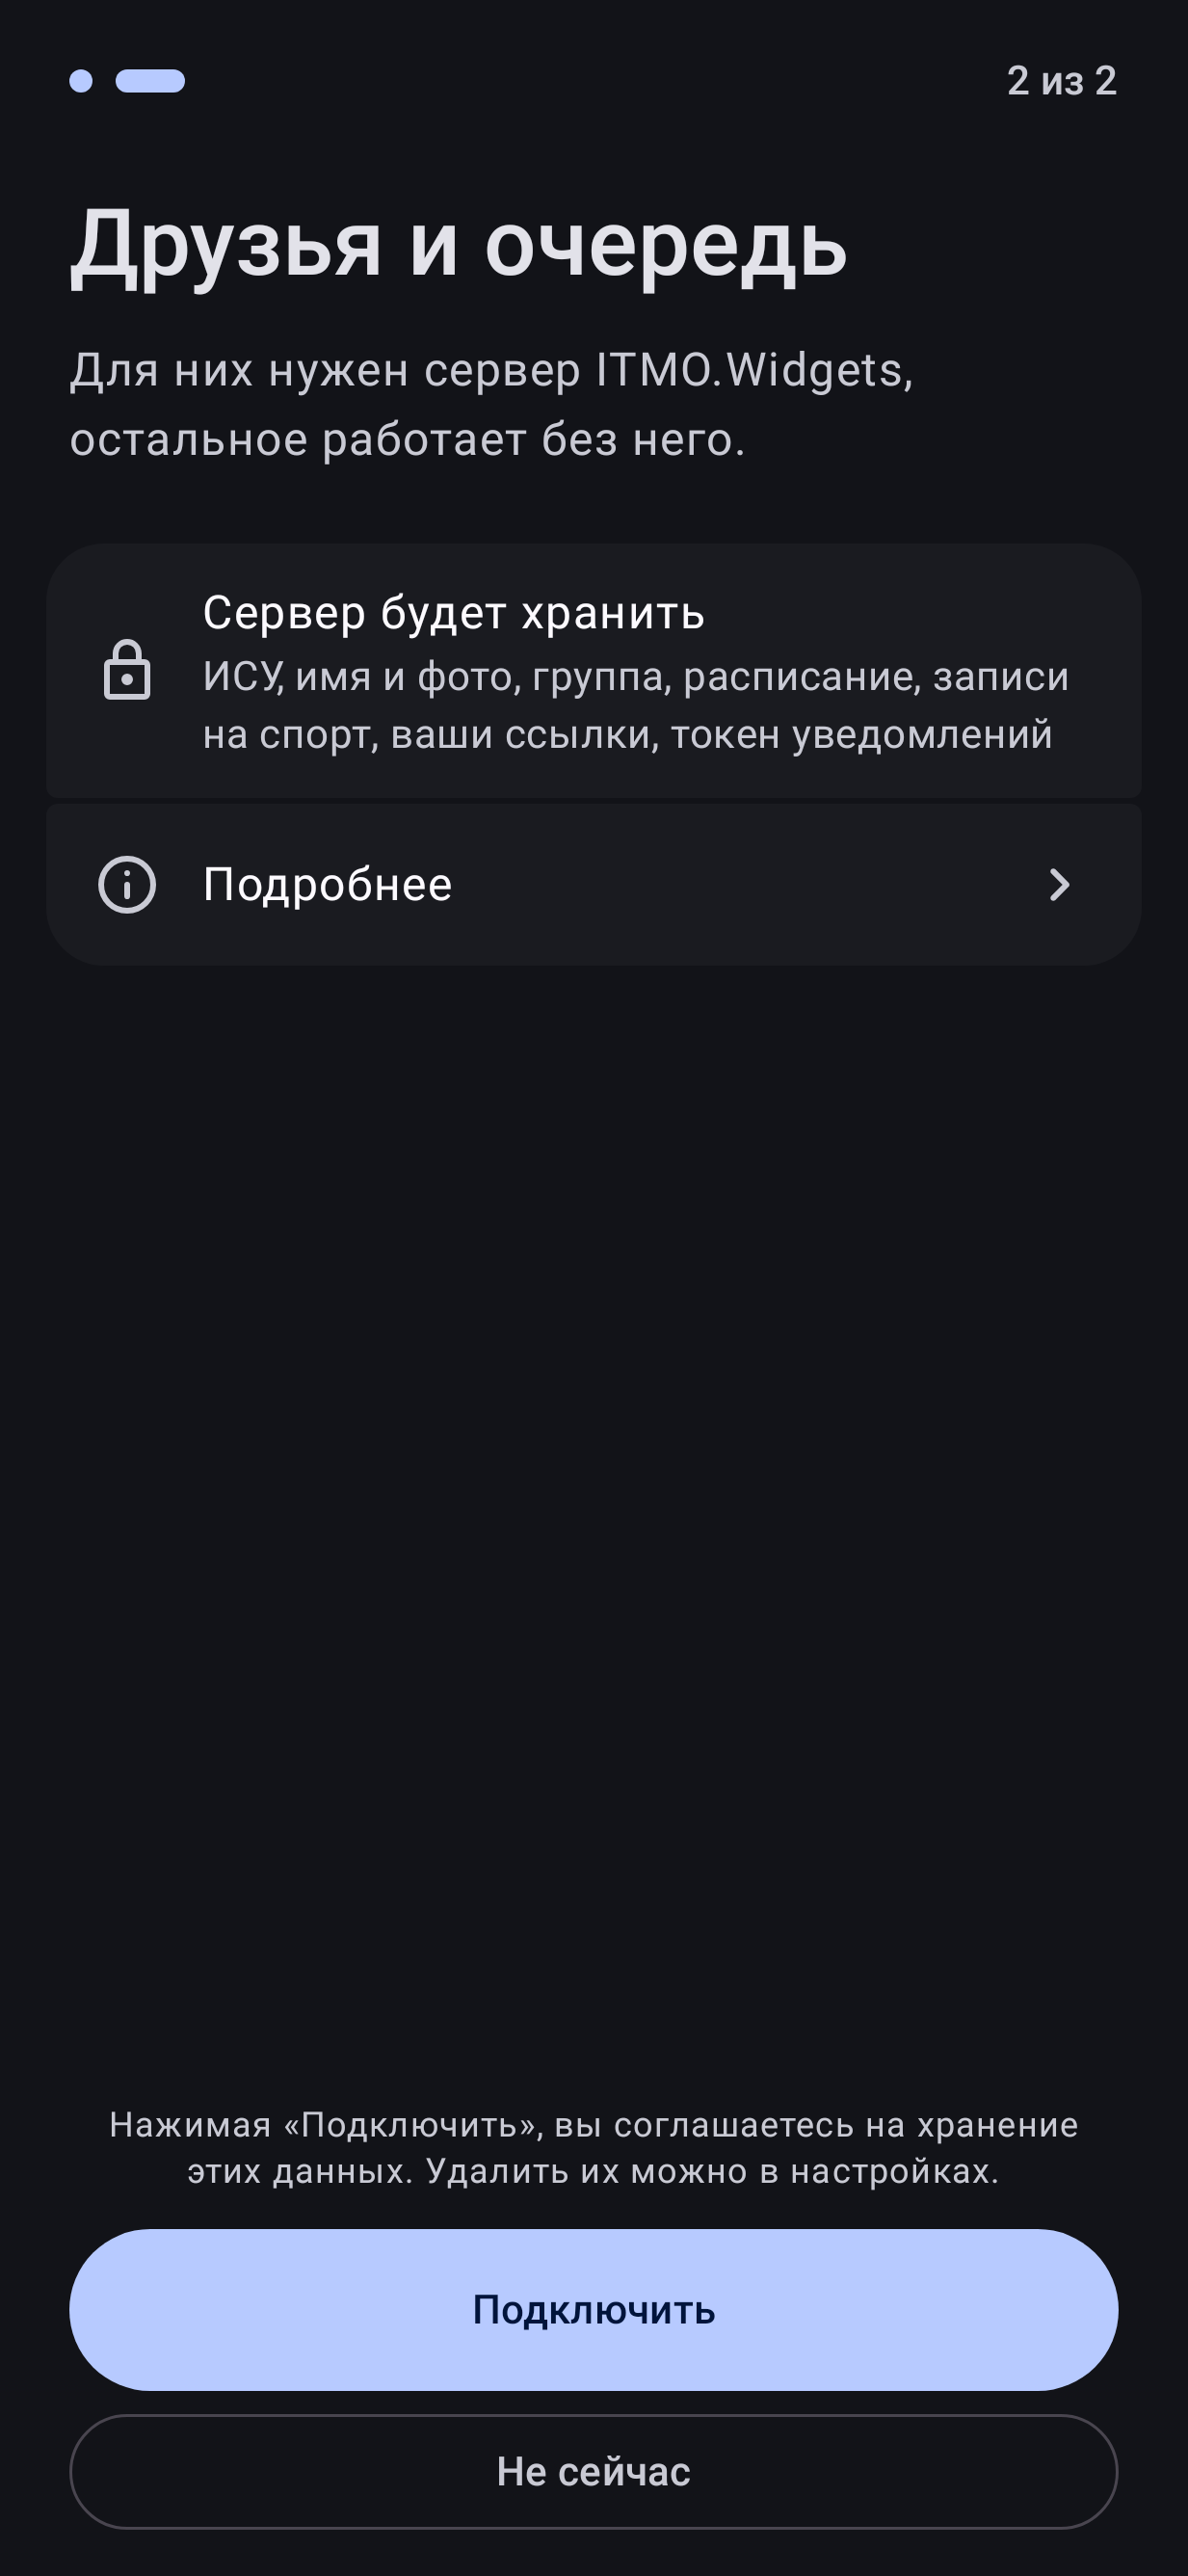 2 из 2
Друзья и очередь
Для них нужен сервер ITMO.Widgets,
остальное работает без него.
Сервер будет хранить
ИСУ, имя и фото, группа, расписание, записи
на спорт, ваши ссылки, токен уведомлений
Подробнее
Нажимая «Подключить», вы соглашаетесь на хранение
этих данных. Удалить их можно в настройках.
Подключить
Не сейчас